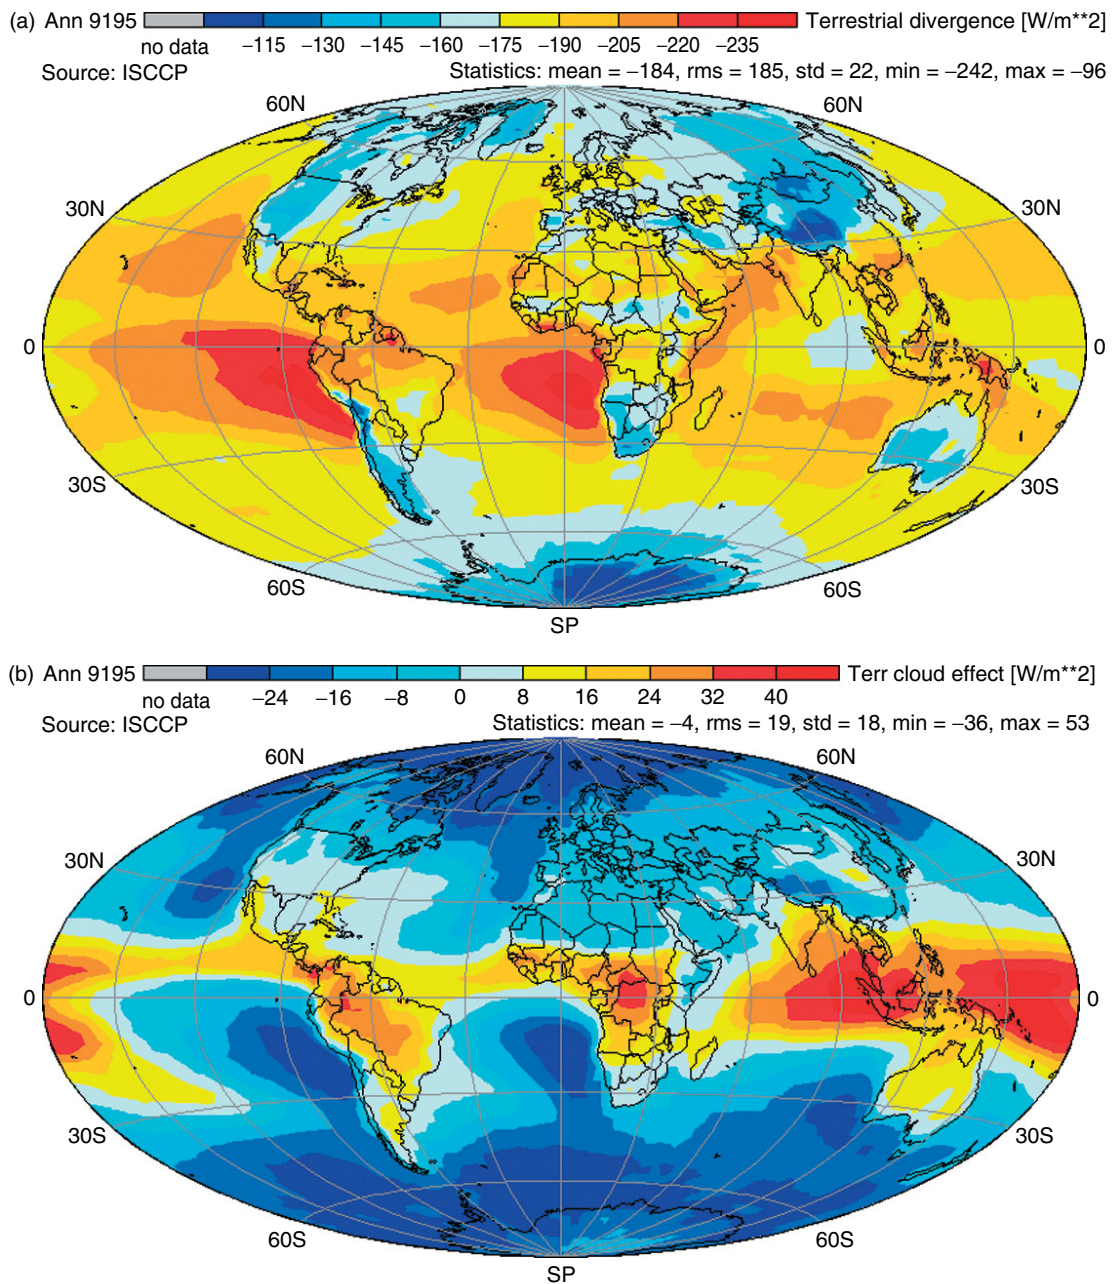 (a) Ann 9195 Terrestrial divergence [W/m**2]
no data −115 −130 −145 −160 −175 −190 −205 −220 −235
Source: ISCCP Statistics: mean = −184, rms = 185, std = 22, min = −242, max = −96
60N 60N
30N 30N
0 0
30S 30S
60S 60S
SP
(b) Ann 9195 Terr cloud effect [W/m**2]
no data −24 −16 −8 0 8 16 24 32 40
Source: ISCCP Statistics: mean = −4, rms = 19, std = 18, min = −36, max = 53
60N 60N
30N 30N
0 0
30S 30S
60S 60S
SP